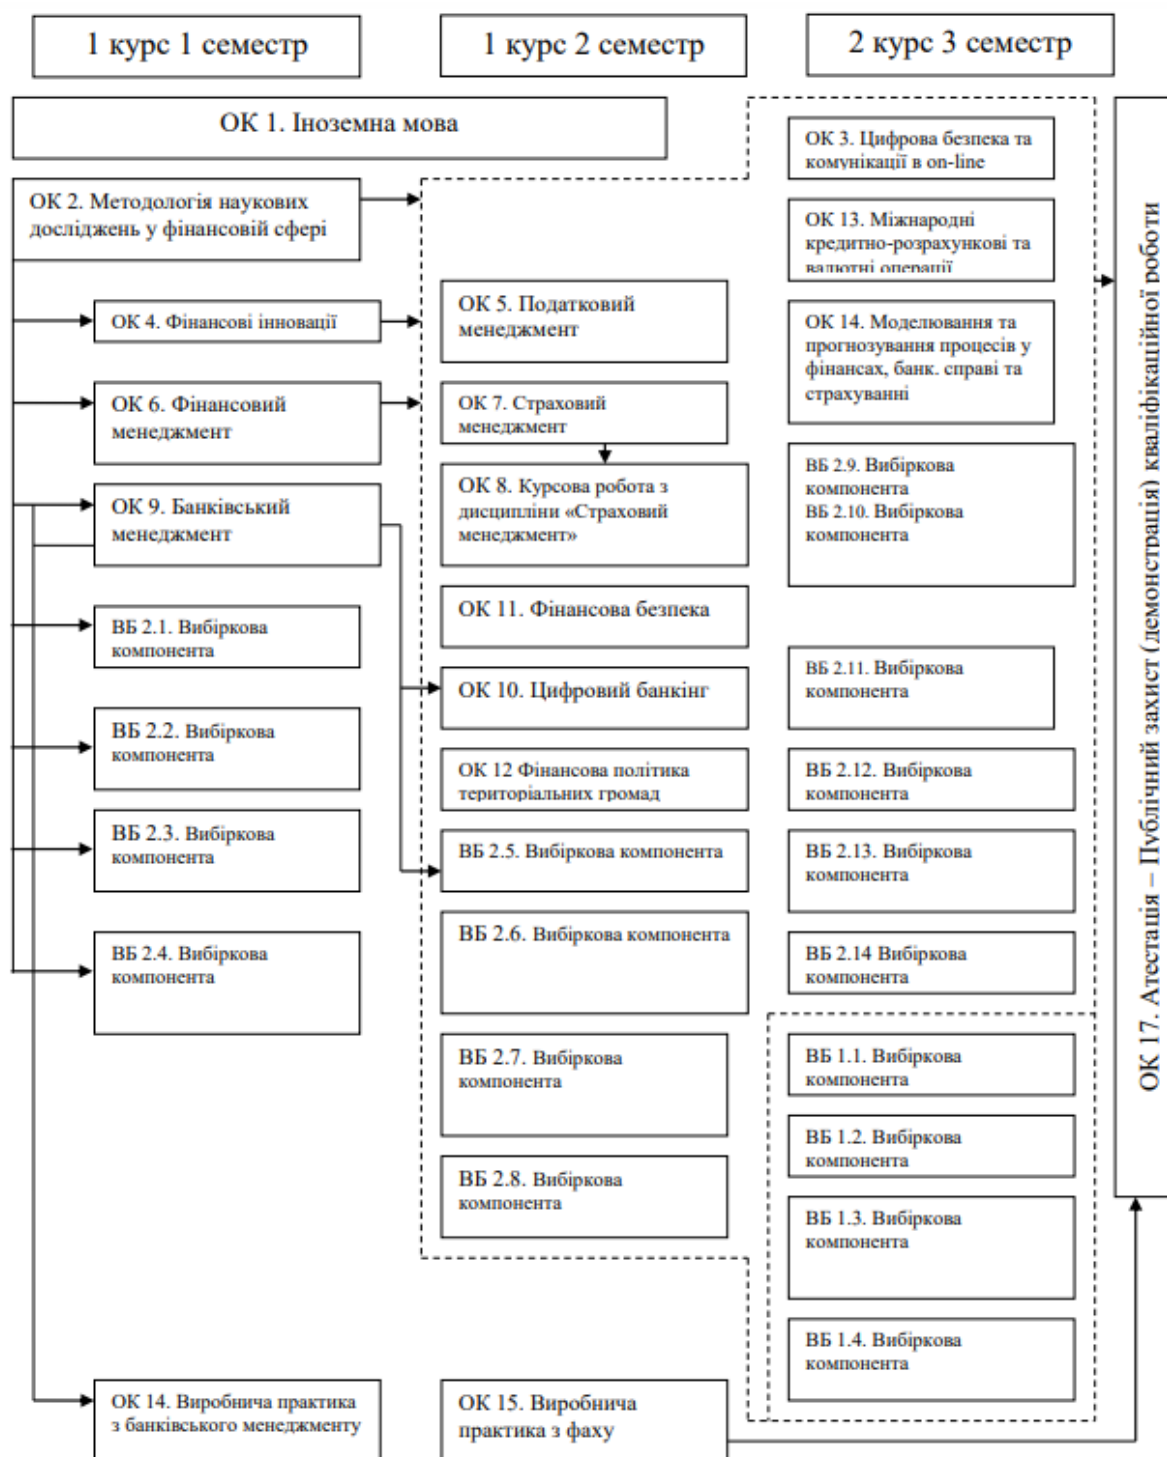 1 курс 1 семестр
1 курс 2 семестр
2 курс 3 семестр
ОК 1. Іноземна мова
ОК 2. Методологія наукових
досліджень у фінансовій сфері
ОК 4. Фінансові інновації
ОК 6. Фінансовий
менеджмент
ОК 9. Банківський
менеджмент
ВБ 2.1. Вибіркова
компонента
ВБ 2.2. Вибіркова
компонента
ВБ 2.3. Вибіркова
компонента
ВБ 2.4. Вибіркова
компонента
ОК 14. Виробнича практика
з банківського менеджменту
ОК 5. Податковий
менеджмент
ОК 7. Страховий
менеджмент
ОК 8. Курсова робота з
дисципліни «Страховий
менеджмент»
ОК 11. Фінансова безпека
ОК 10. Цифровий банкінг
ОК 12 Фінансова політика
територіальних громад
ВБ 2.5. Вибіркова компонента
ВБ 2.6. Вибіркова компонента
ВБ 2.7. Вибіркова
компонента
ВБ 2.8. Вибіркова
компонента
ОК 15. Виробнича
практика з фаху
ОК 3. Цифрова безпека та
комунікації в on-line
ОК 13. Міжнародні
кредитно-розрахункові та
валютні операції
ОК 14. Моделювання та
прогнозування процесів у
фінансах, банк. справі та
страхуванні
ВБ 2.9. Вибіркова
компонента
ВБ 2.10. Вибіркова
компонента
ВБ 2.11. Вибіркова
компонента
ВБ 2.12. Вибіркова
компонента
ВБ 2.13. Вибіркова
компонента
ВБ 2.14 Вибіркова
компонента
ВБ 1.1. Вибіркова
компонента
ВБ 1.2. Вибіркова
компонента
ВБ 1.3. Вибіркова
компонента
ВБ 1.4. Вибіркова
компонента
ОК 17. Атестація – Публічний захист (демонстрація) кваліфікаційної роботи